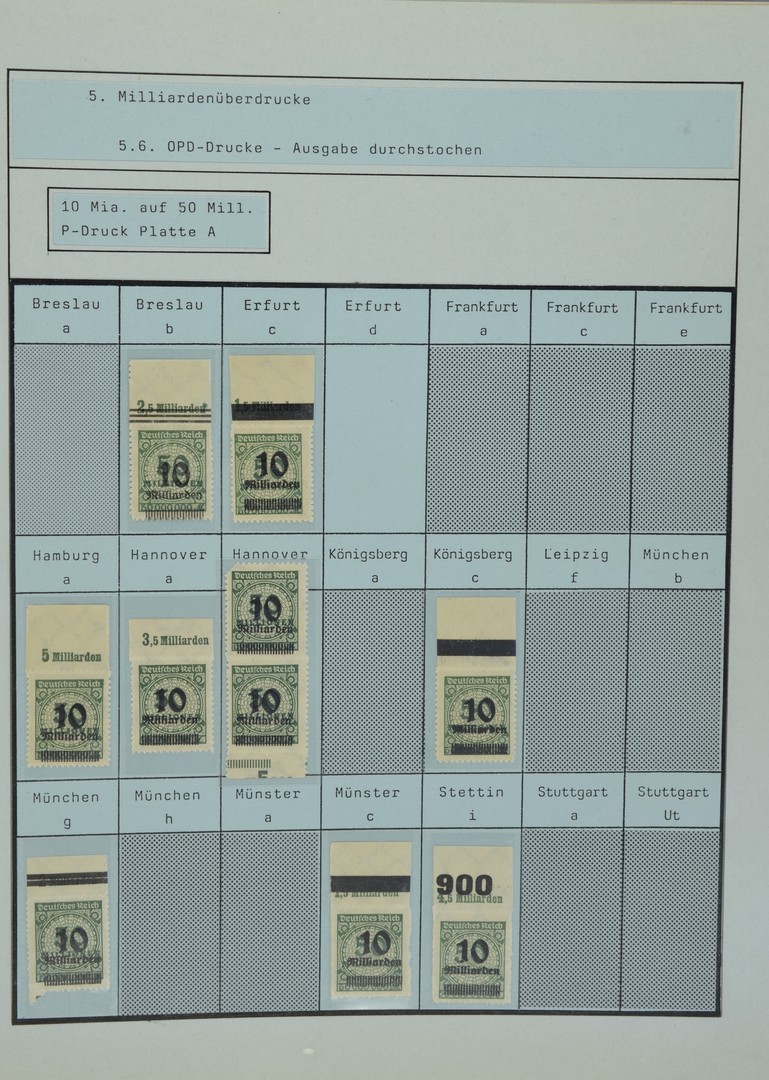 5. Milliardenüberdrucke
5.6. OPD-Drucke - Ausgabe durchstochen
10 Mia. auf 50 Mill.
P-Druck Platte A
Breslau a
Breslau b
Erfurt c
Erfurt d
Frankfurt a
Frankfurt c
Frankfurt e
2,5 Milliarden
Deutsches Reich
10
Milliarden
Deutsches Reich
10
Milliarden
Hamburg a
Hannover a
Hannover
Königsberg a
Königsberg c
Leipzig f
München b
5 Milliarden
Deutsches Reich
10
Milliarden
3,5 Milliarden
Deutsches Reich
10
Milliarden
Deutsches Reich
10
Milliarden
Deutsches Reich
10
Milliarden
5
Deutsches Reich
10
Milliarden
München g
München h
Münster a
Münster c
Stettin i
Stuttgart a
Stuttgart Ut
Deutsches Reich
10
Milliarden
Milliarden
Deutsches Reich
10
Milliarden
900
4,5 Milliarden
Deutsches Reich
10
Milliarden